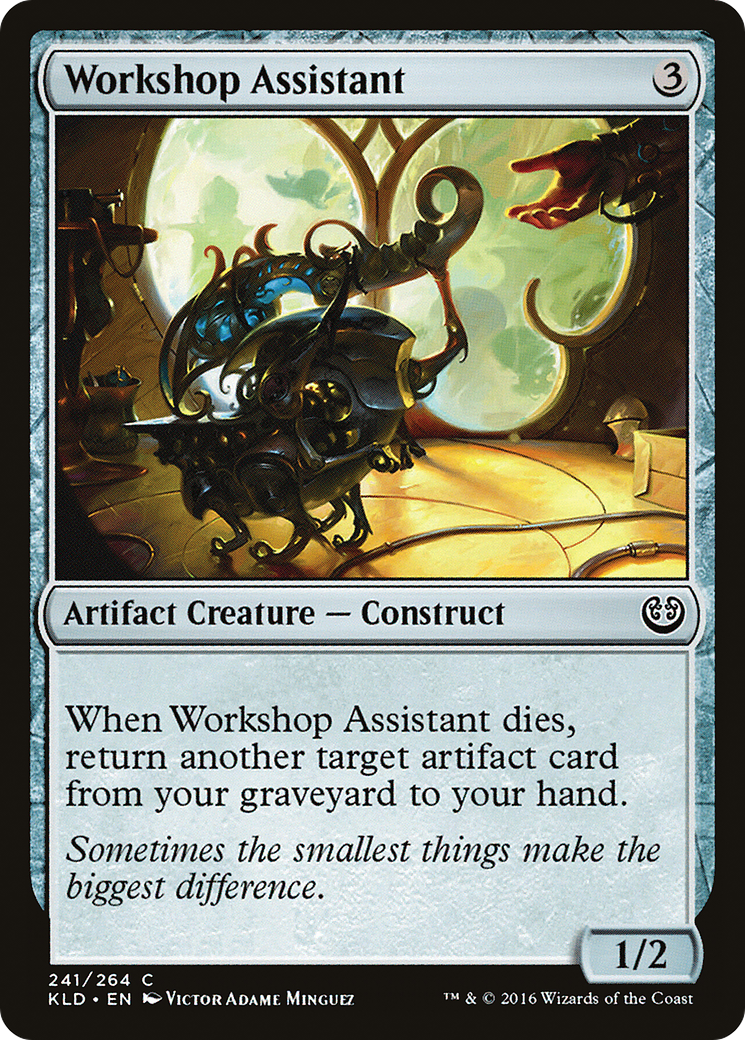 Workshop Assistant 3
Artifact Creature — Construct
When Workshop Assistant dies,
return another target artifact card
from your graveyard to your hand.
Sometimes the smallest things make the
biggest difference.
1/2
241/264 C
KLD • EN Victor Adame Minguez
™ & © 2016 Wizards of the Coast